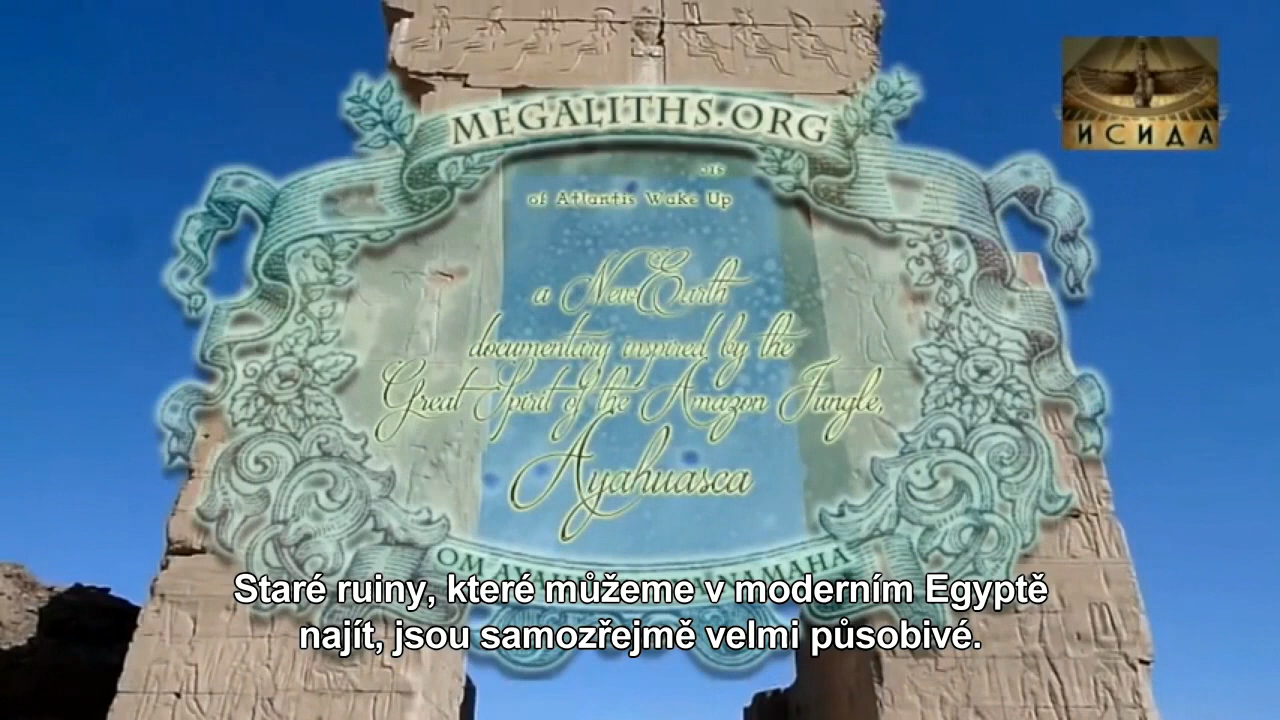 MEGALITHS.ORG
ИСИДА
of Atlantis Wake Up
a NewEarth
documentary inspired by the
Great Spirit of the Amazon Jungle,
Ayahuasca
OM
Staré ruiny, které můžeme v moderním Egyptě
najít, jsou samozřejmě velmi působivé.